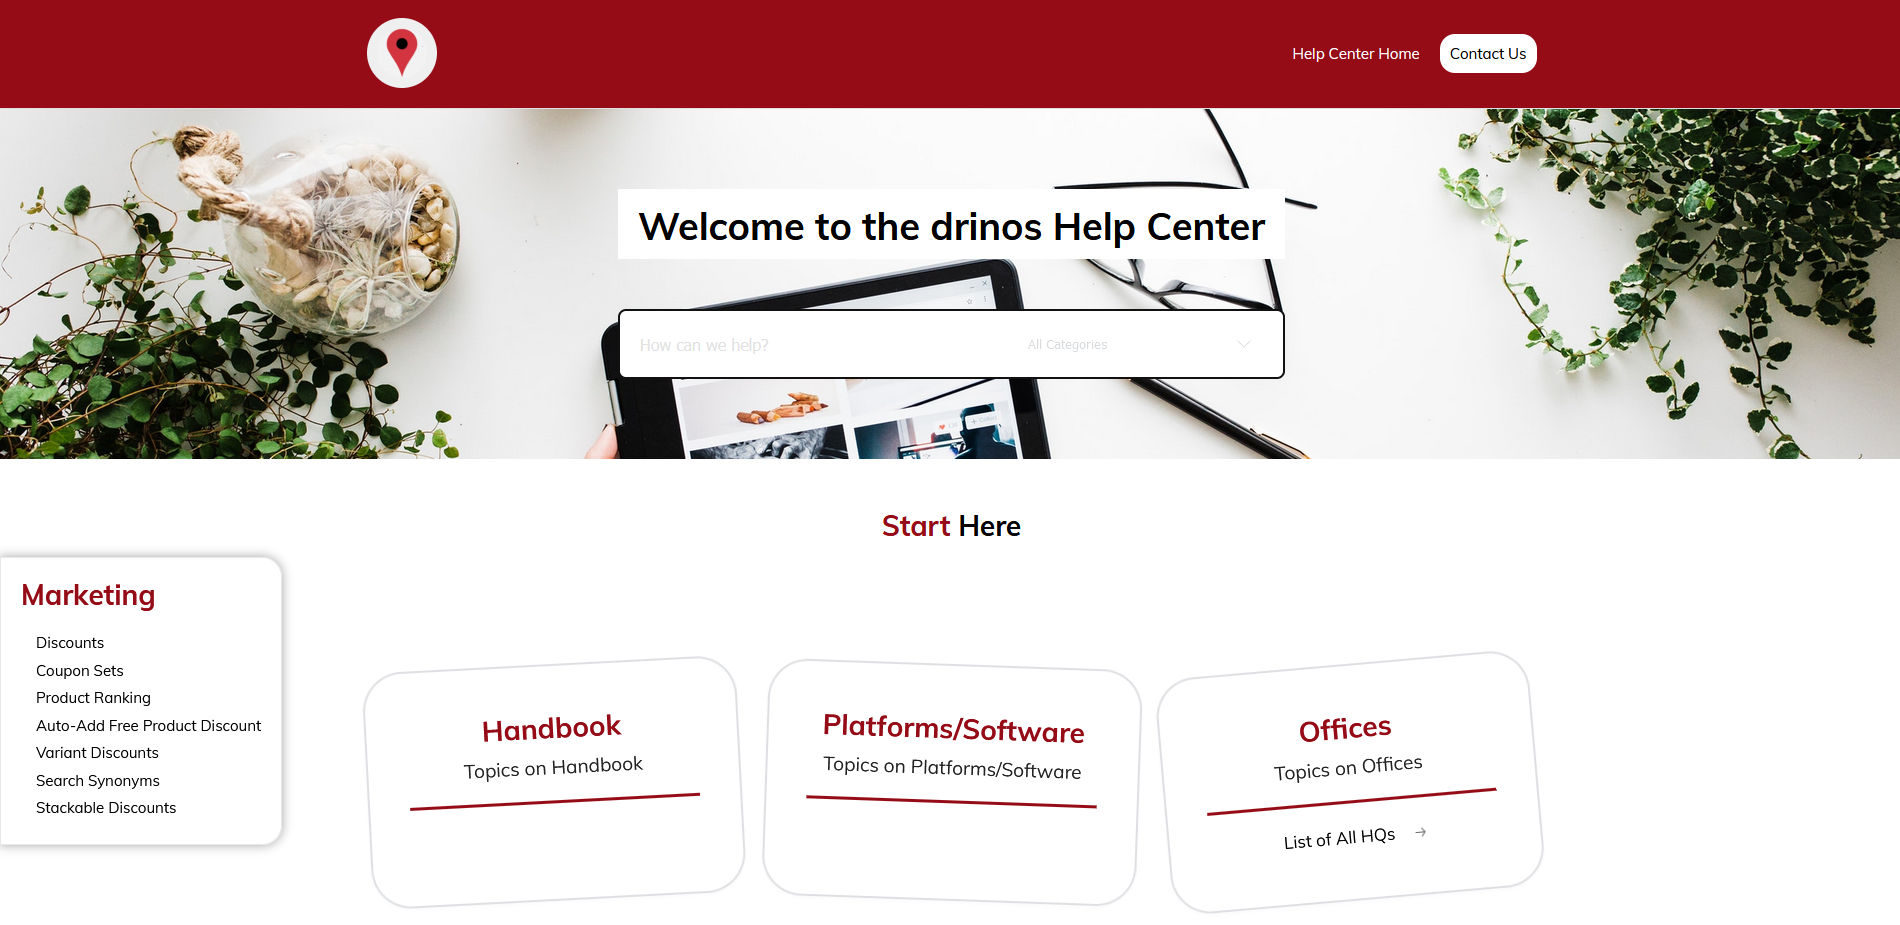 Help Center Home
Contact Us
Welcome to the drinos Help Center
How can we help?
All Categories
Start Here
Marketing
Discounts
Coupon Sets
Product Ranking
Auto-Add Free Product Discount
Variant Discounts
Search Synonyms
Stackable Discounts
Handbook
Topics on Handbook
Platforms/Software
Topics on Platforms/Software
Offices
Topics on Offices
List of All HQs →